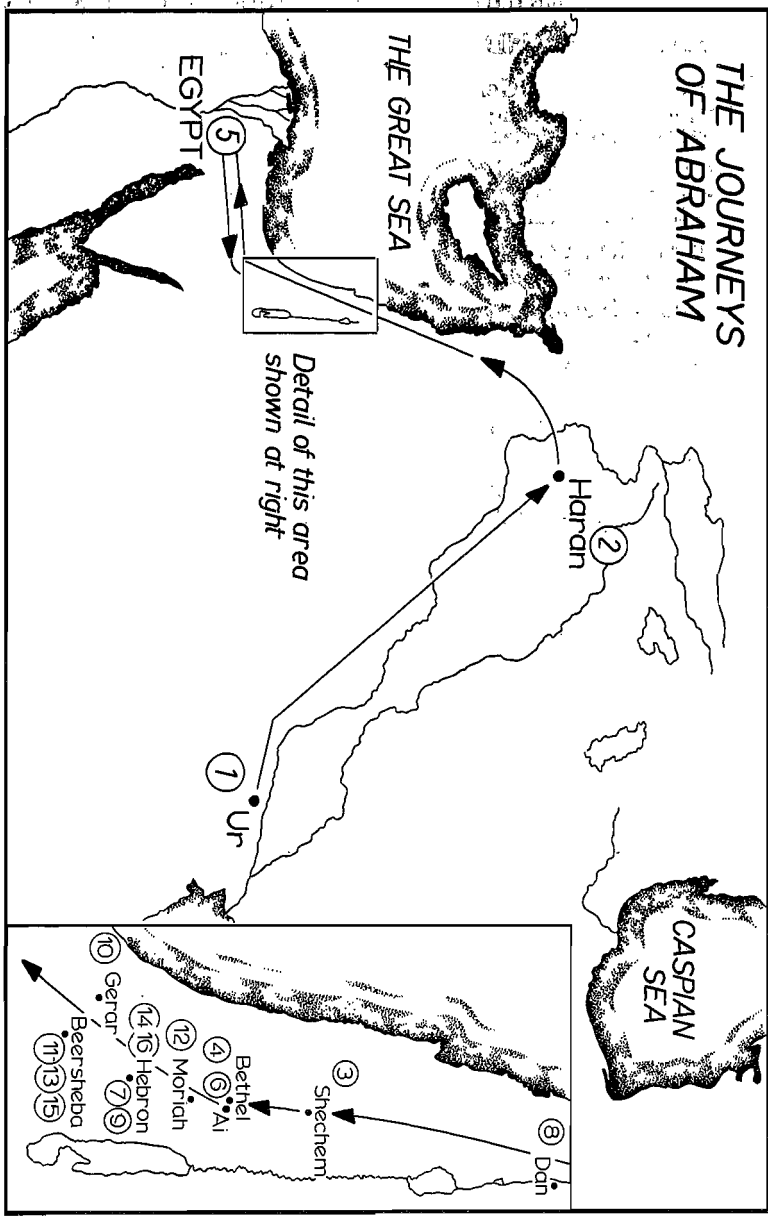 THE JOURNEYS
OF ABRAHAM
THE GREAT SEA
EGYPT
5
Detail of this area
shown at right
Haran
2
1
Ur
CASPIAN
SEA
8
Dan
3
Shechem
Bethel
4 6
Ai
12 Moriah
14 16 Hebron
7 9
10 Gerar
Beersheba
11 13 15